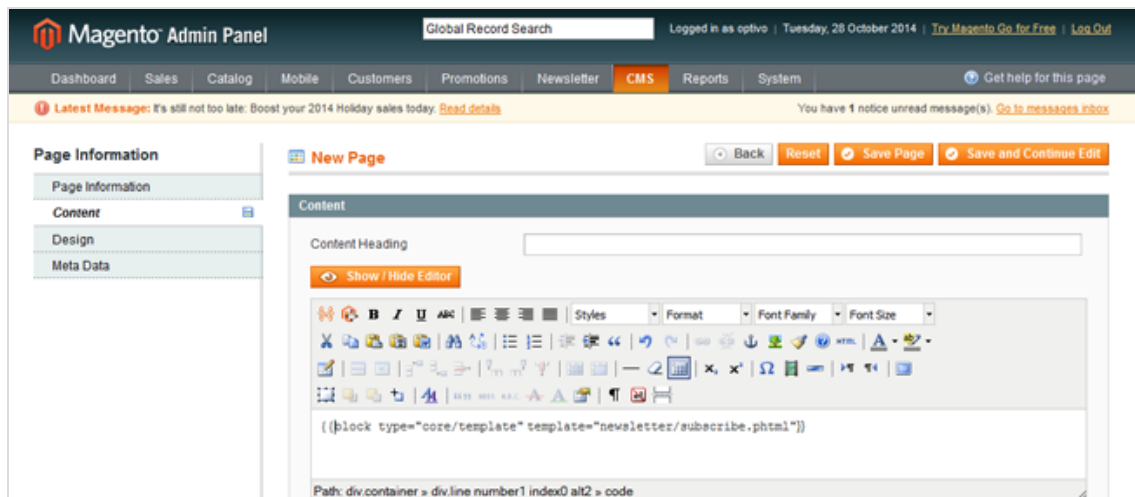 Magento Admin Panel
Global Record Search
Logged in as optivo | Tuesday, 28 October 2014 | Try Magento Go for Free | Log Out
Dashboard Sales Catalog Mobile Customers Promotions Newsletter CMS Reports System Get help for this page
Latest Message: It's still not too late: Boost your 2014 Holiday sales today. Read details You have 1 notice unread message(s). Go to messages inbox
Page Information
New Page Back Reset Save Page Save and Continue Edit
Page Information
Content
Design
Meta Data
Content
Content Heading
Show / Hide Editor
B I U ABC Styles Format Font Family Font Size
HTML A
{{block type="core/template" template="newsletter/subscribe.phtml"}}
Path: div.container » div.line number1 index0 alt2 » code